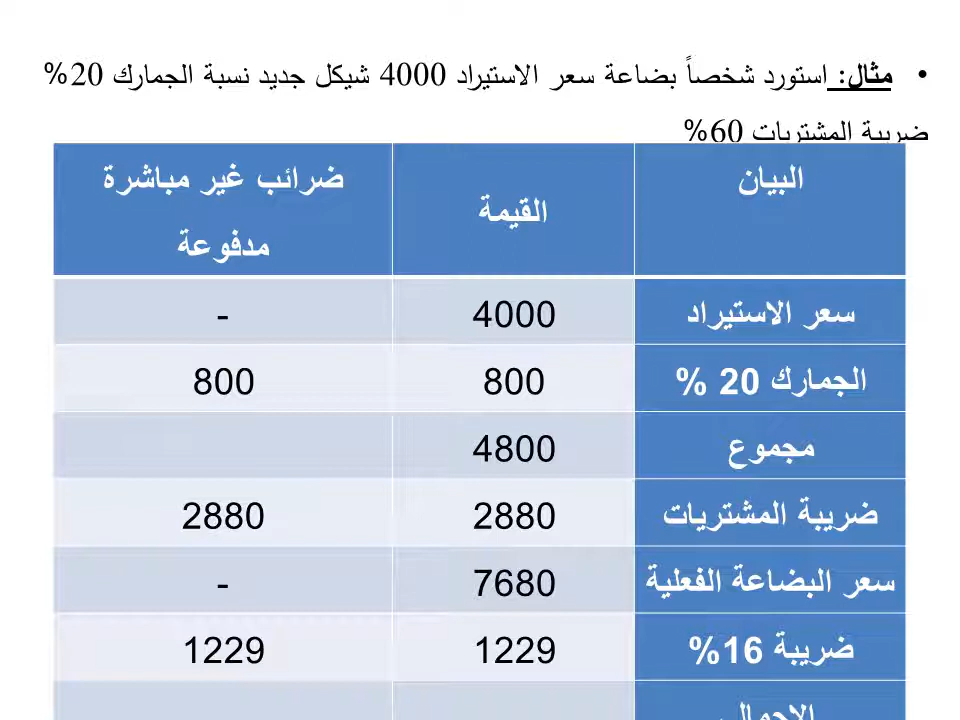 • مثال: استورد شخصاً بضاعة سعر الاستيراد 4000 شيكل جديد نسبة الجمارك 20%
ضريبة المشتريات 60%
البيان القيمة ضرائب غير مباشرة مدفوعة
سعر الاستيراد 4000 -
الجمارك 20 % 800 800
مجموع 4800
ضريبة المشتريات 2880 2880
سعر البضاعة الفعلية 7680 -
ضريبة 16% 1229 1229